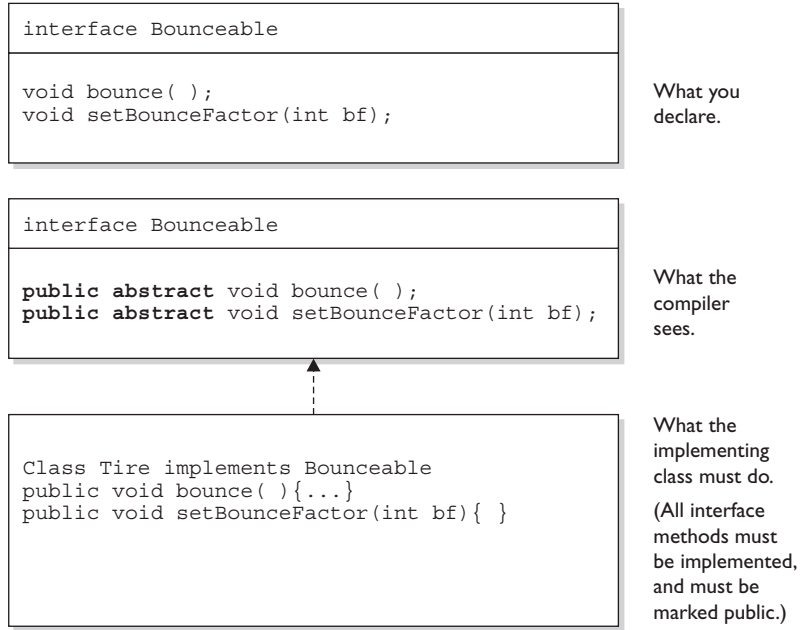 interface Bounceable
void bounce( );
void setBounceFactor(int bf);
What you
declare.
interface Bounceable
public abstract void bounce( );
public abstract void setBounceFactor(int bf);
What the
compiler
sees.
Class Tire implements Bounceable
public void bounce( ){...}
public void setBounceFactor(int bf){ }
What the
implementing
class must do.
(All interface
methods must
be implemented,
and must be
marked public.)